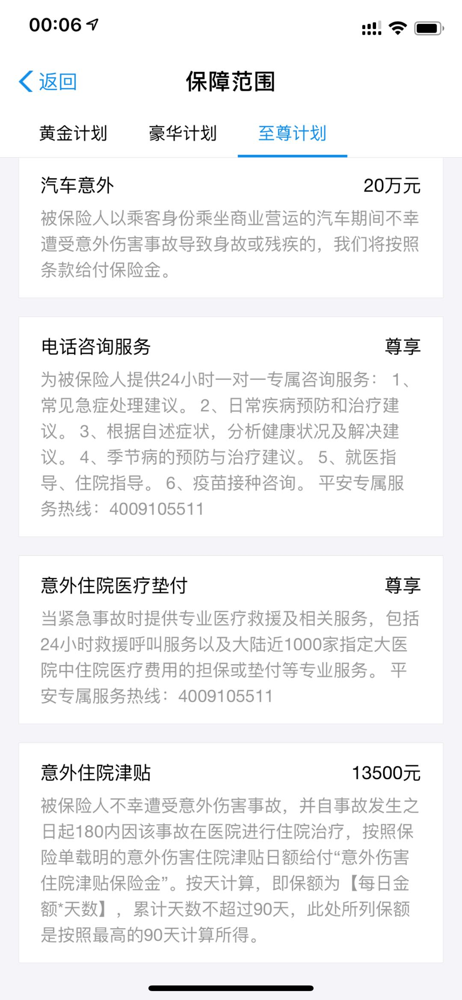 00:06
返回
保障范围
黄金计划 豪华计划 至尊计划
汽车意外 20万元
被保险人以乘客身份乘坐商业营运的汽车期间不幸
遭受意外伤害事故导致身故或残疾的，我们将按照
条款给付保险金。
电话咨询服务 尊享
为被保险人提供24小时一对一专属咨询服务： 1、
常见急症处理建议。 2、日常疾病预防和治疗建
议。 3、根据自述症状，分析健康状况及解决建
议。 4、季节病的预防与治疗建议。 5、就医指
导、住院指导。 6、疫苗接种咨询。 平安专属服
务热线：4009105511
意外住院医疗垫付 尊享
当紧急事故时提供专业医疗救援及相关服务，包括
24小时救援呼叫服务以及大陆近1000家指定大医
院中住院医疗费用的担保或垫付等专业服务。 平
安专属服务热线：4009105511
意外住院津贴 13500元
被保险人不幸遭受意外伤害事故，并自事故发生之
日起180内因该事故在医院进行住院治疗，按照保
险单载明的意外伤害住院津贴日额给付“意外伤害
住院津贴保险金”。按天计算，即保额为【每日金
额*天数】，累计天数不超过90天，此处所列保额
是按照最高的90天计算所得。